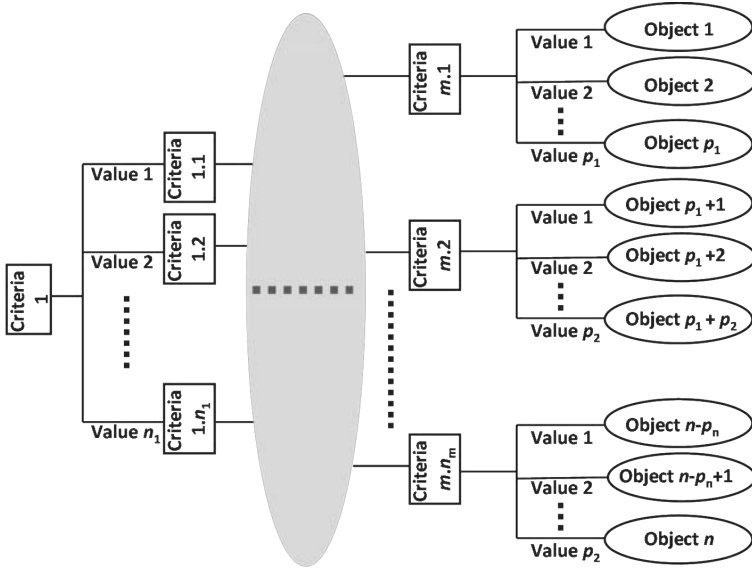 Criteria
1
Value 1
Value 2
Value n₁
Criteria
1.1
Criteria
1.2
Criteria
1.n₁
Criteria
m.1
Value 1
Value 2
Value p₁
Object 1
Object 2
Object p₁
Criteria
m.2
Value 1
Value 2
Value p₂
Object p₁ +1
Object p₁ +2
Object p₁ + p₂
Criteria
m.nₘ
Value 1
Value 2
Value p₂
Object n-pₙ
Object n-pₙ+1
Object n